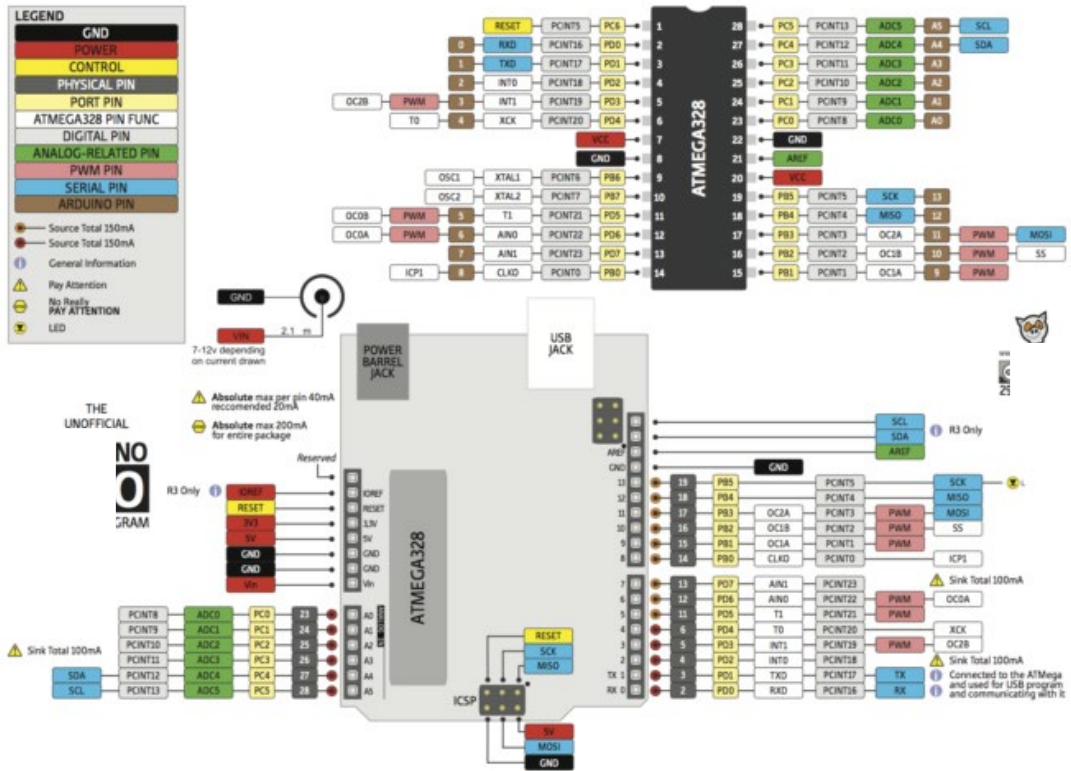 LEGEND
GND
POWER
CONTROL
PHYSICAL PIN
PORT PIN
ATMEGA328 PIN FUNC
DIGITAL PIN
ANALOG-RELATED PIN
PWM PIN
SERIAL PIN
ARDUINO PIN
Source Total 150mA
Source Total 150mA
General Information
Pay Attention
No Really
PAY ATTENTION
LED
RESET PCINT5 PC6 1
0 RXD PCINT16 PD0 2
1 TXD PCINT17 PD1 3
2 INT0 PCINT18 PD2 4
OC2B PWM 3 INT1 PCINT19 PD3 5
T0 4 XCK PCINT20 PD4 6
VCC 7
GND 8
OSC1 XTAL1 PCINT6 PB6 9
OSC2 XTAL2 PCINT7 PB7 10
OC0B PWM 5 T1 PCINT21 PD5 11
OC0A PWM 6 AIN0 PCINT22 PD6 12
7 AIN1 PCINT23 PD7 13
ICP1 8 CLKO PCINT0 PB0 14
ATMEGA328
28 PC5 PCINT13 ADC5 A5 SCL
27 PC4 PCINT12 ADC4 A4 SDA
26 PC3 PCINT11 ADC3 A3
25 PC2 PCINT10 ADC2 A2
24 PC1 PCINT9 ADC1 A1
23 PC0 PCINT8 ADC0 A0
22 GND
21 AREF
20 VCC
19 PB5 PCINT5 SCK 13
18 PB4 PCINT4 MISO 12
17 PB3 PCINT3 OC2A 11 PWM MOSI
16 PB2 PCINT2 OC1B 10 PWM SS
15 PB1 PCINT1 OC1A 9 PWM
GND
VIN 2.1 m
7-12v depending
on current drawn
Absolute max per pin 40mA
reccomended 20mA
Absolute max 200mA
for entire package
THE
UNOFFICIAL
NO
O
GRAM
POWER
BARREL
JACK
USB
JACK
Reserved
R3 Only IOREF IOREF
RESET RESET
3V3 3.3V
5V 5V
GND GND
GND GND
Vin Vin
ATMEGA328
PCINT8 ADC0 PC0 23 A0
PCINT9 ADC1 PC1 24 A1
PCINT10 ADC2 PC2 25 A2
Sink Total 100mA
PCINT11 ADC3 PC3 26 A3
SDA PCINT12 ADC4 PC4 27 A4
SCL PCINT13 ADC5 PC5 28 A5
RESET
SCK
MISO
ICSP
5V
MOSI
GND
SCL
SDA R3 Only
AREF AREF
GND GND
13 19 PB5 PCINT5 SCK L
12 18 PB4 PCINT4 MISO
11 17 PB3 OC2A PCINT3 PWM MOSI
10 16 PB2 OC1B PCINT2 PWM SS
9 15 PB1 OC1A PCINT1 PWM
8 14 PB0 CLKO PCINT0 ICP1
Sink Total 100mA
7 13 PD7 AIN1 PCINT23
6 12 PD6 AIN0 PCINT22 PWM OC0A
5 11 PD5 T1 PCINT21 PWM
4 6 PD4 T0 PCINT20 XCK
3 5 PD3 INT1 PCINT19 PWM OC2B
2 4 PD2 INT0 PCINT18
Sink Total 100mA
TX 1 3 PD1 TXD PCINT17 TX
RX 0 2 PD0 RXD PCINT16 RX
Connected to the ATMega
and used for USB program
and communicating with it